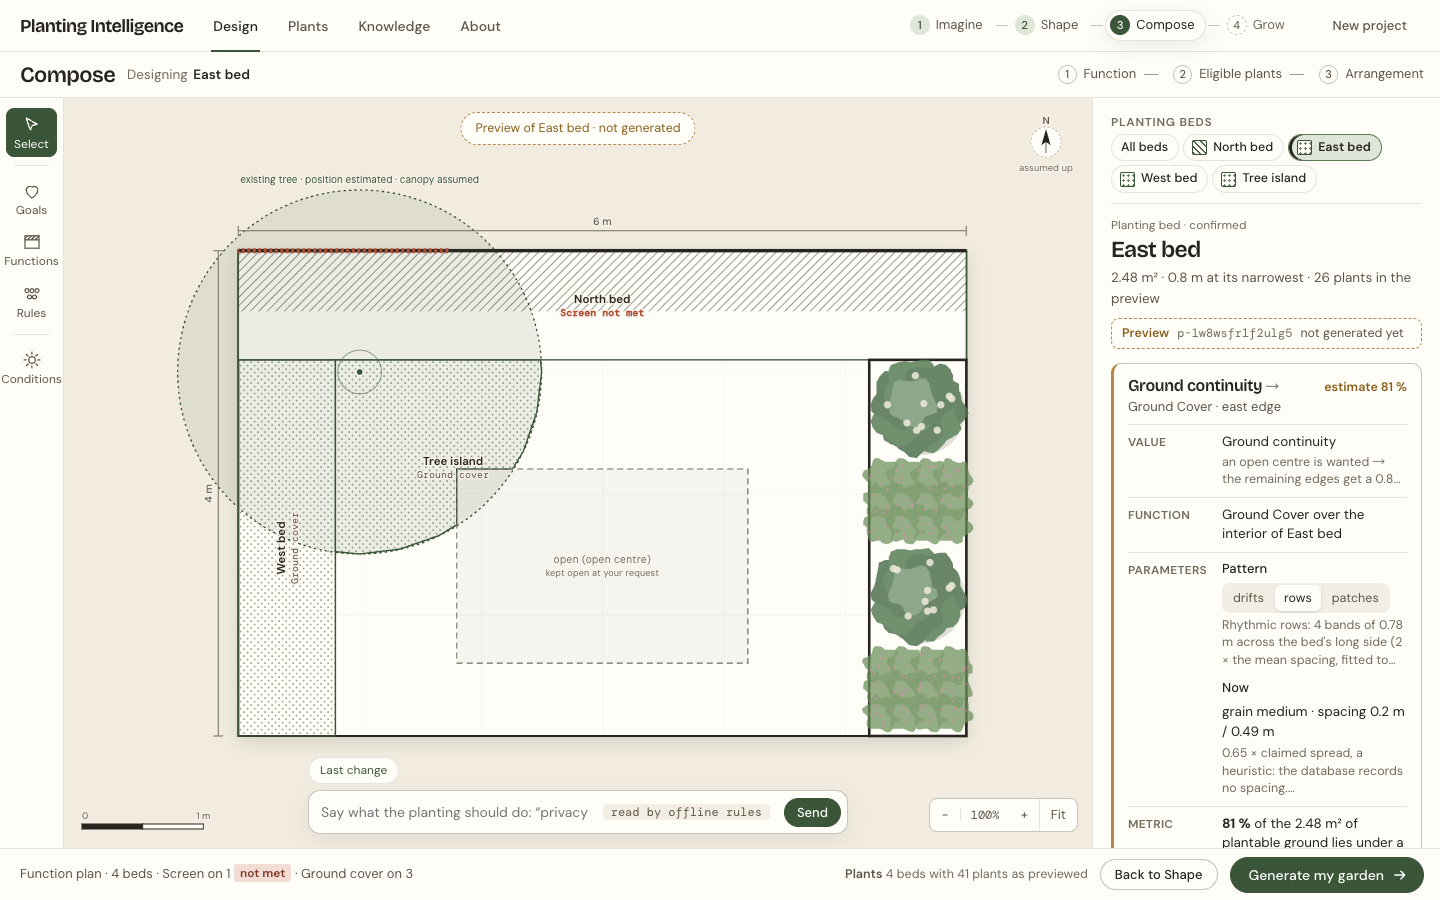 Planting Intelligence
Design
Plants
Knowledge
About
1 Imagine
2 Shape
3 Compose
4 Grow
New project
Compose
Designing East bed
1 Function
2 Eligible plants
3 Arrangement
Select
Goals
Functions
Rules
Conditions
Preview of East bed · not generated
N
assumed up
existing tree · position estimated · canopy assumed
6 m
4 m
North bed
Screen not met
Tree island
Ground cover
West bed
Ground cover
open (open centre)
kept open at your request
Last change
Say what the planting should do: “privacy
read by offline rules
Send
0 1 m
− 100% + Fit
PLANTING BEDS
All beds
North bed
East bed
West bed
Tree island
Planting bed · confirmed
East bed
2.48 m² · 0.8 m at its narrowest · 26 plants in the
preview
Preview p-1w8wsfr1f2ulg5 not generated yet
Ground continuity →
estimate 81 %
Ground Cover · east edge
VALUE
Ground continuity
an open centre is wanted →
the remaining edges get a 0.8...
FUNCTION
Ground Cover over the
interior of East bed
PARAMETERS
Pattern
drifts rows patches
Rhythmic rows: 4 bands of 0.78
m across the bed's long side (2
× the mean spacing, fitted to...
Now
grain medium · spacing 0.2 m
/ 0.49 m
0.65 × claimed spread, a
heuristic: the database records
no spacing....
METRIC
81 % of the 2.48 m² of
plantable ground lies under a
Function plan · 4 beds · Screen on 1 not met · Ground cover on 3
Plants 4 beds with 41 plants as previewed
Back to Shape
Generate my garden →